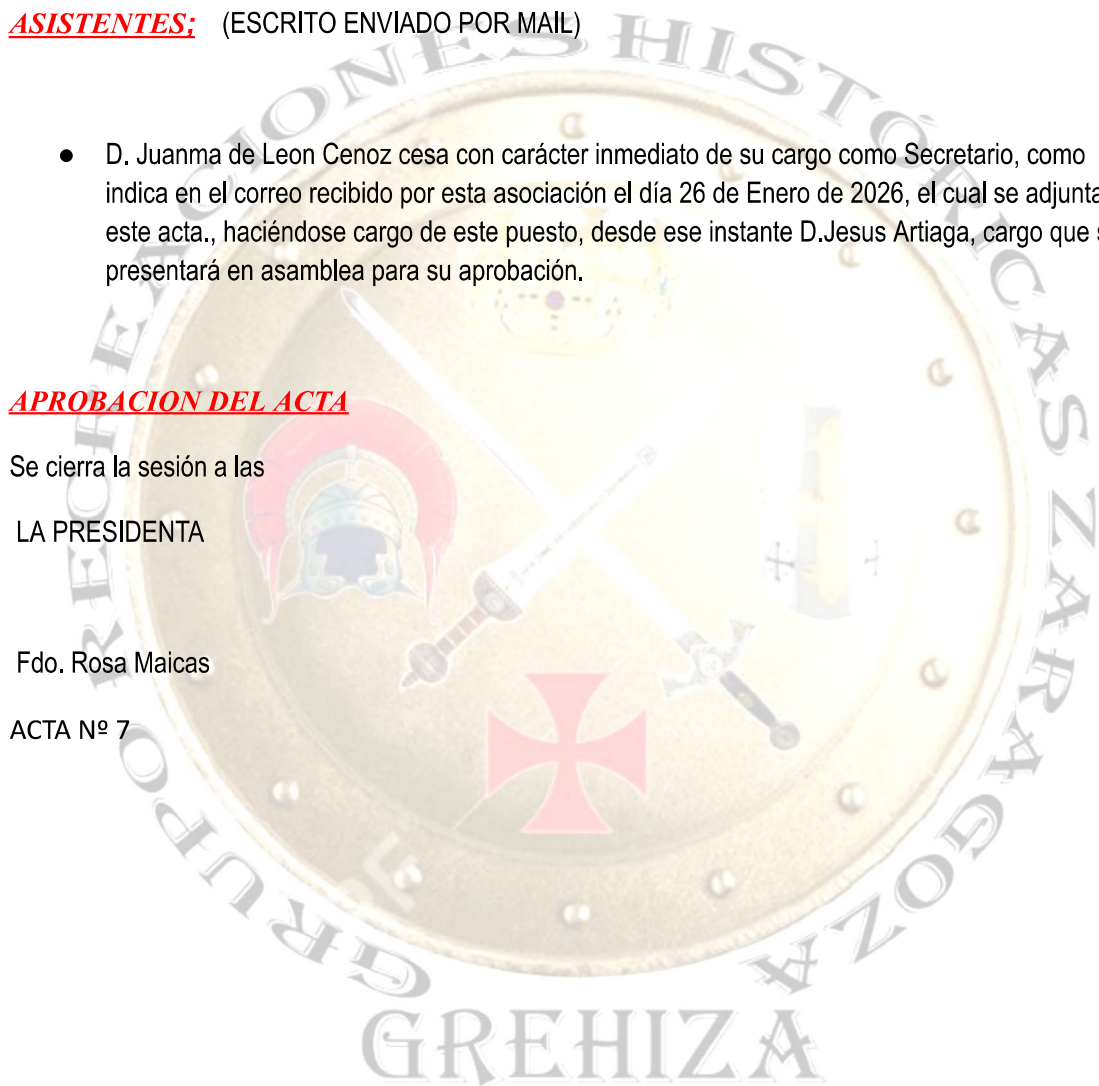 ASISTENTES; (ESCRITO ENVIADO POR MAIL)
● D. Juanma de Leon Cenoz cesa con carácter inmediato de su cargo como Secretario, como
indica en el correo recibido por esta asociación el día 26 de Enero de 2026, el cual se adjunta
este acta., haciéndose cargo de este puesto, desde ese instante D.Jesus Artiaga, cargo que s
presentará en asamblea para su aprobación.
APROBACION DEL ACTA
Se cierra la sesión a las
LA PRESIDENTA
Fdo. Rosa Maicas
ACTA Nº 7
GRUPO RECREACIONES HISTÓRICAS ZARAGOZA
GREHIZA